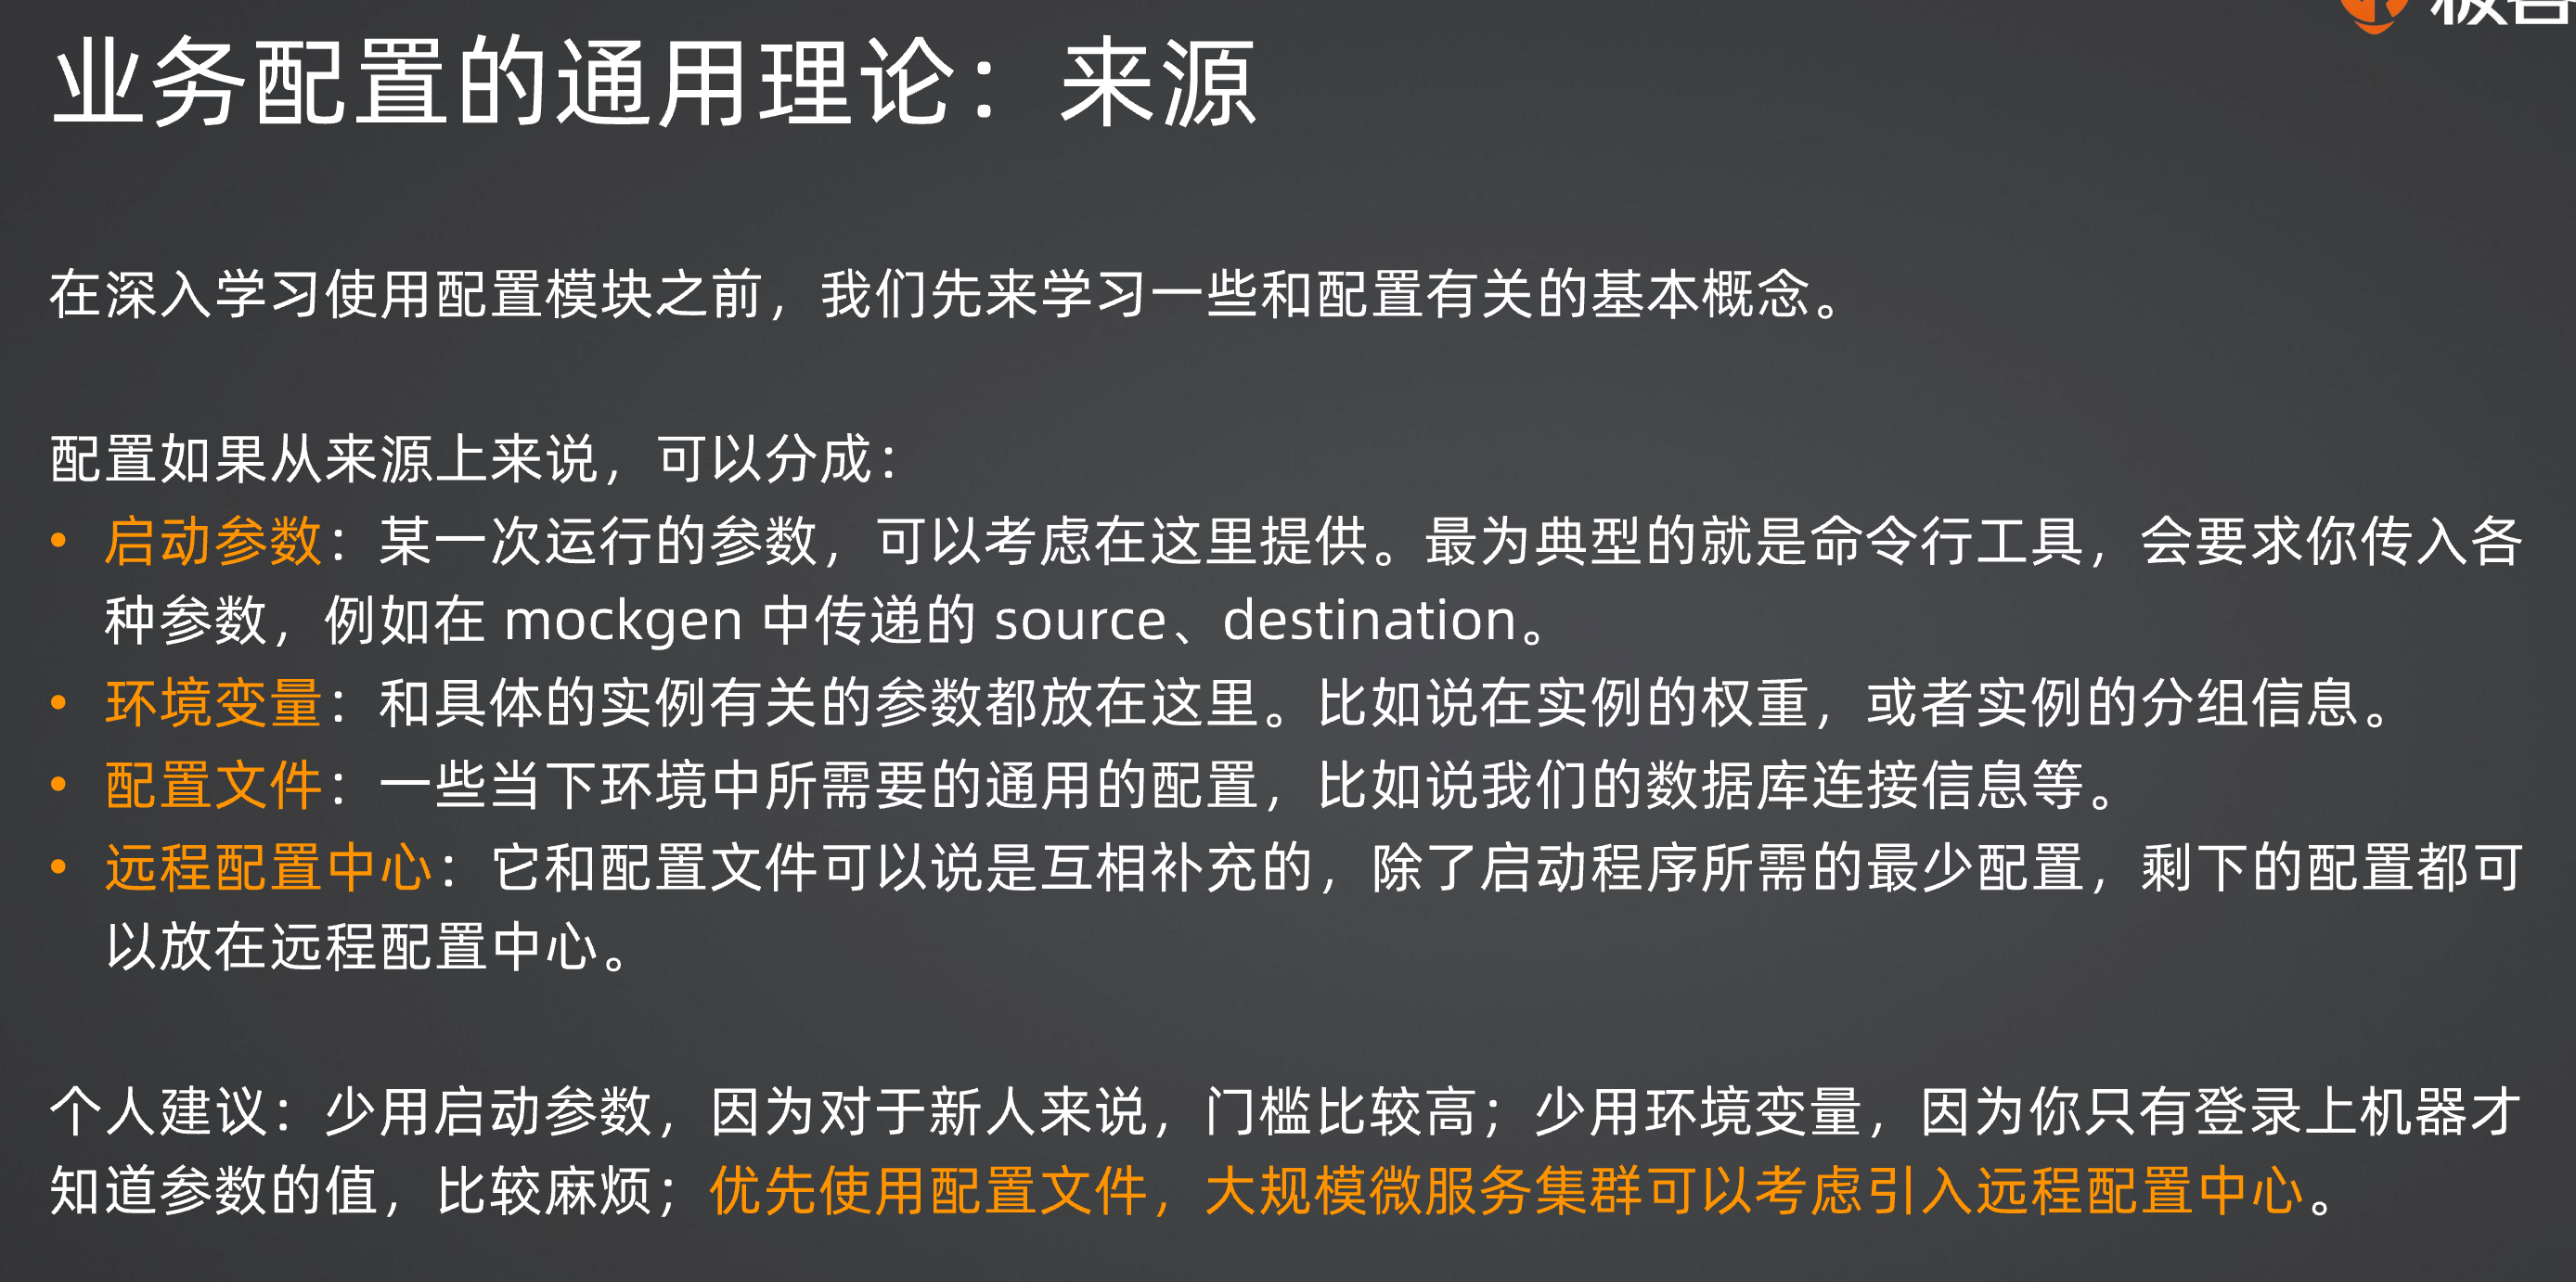 业务配置的通用理论：来源
在深入学习使用配置模块之前，我们先来学习一些和配置有关的基本概念。
配置如果从来源上来说，可以分成：
• 启动参数：某一次运行的参数，可以考虑在这里提供。最为典型的就是命令行工具，会要求你传入各
种参数，例如在 mockgen 中传递的 source、destination。
• 环境变量：和具体的实例有关的参数都放在这里。比如说在实例的权重，或者实例的分组信息。
• 配置文件：一些当下环境中所需要的通用的配置，比如说我们的数据库连接信息等。
• 远程配置中心：它和配置文件可以说是互相补充的，除了启动程序所需的最少配置，剩下的配置都可
以放在远程配置中心。
个人建议：少用启动参数，因为对于新人来说，门槛比较高；少用环境变量，因为你只有登录上机器才
知道参数的值，比较麻烦；优先使用配置文件，大规模微服务集群可以考虑引入远程配置中心。